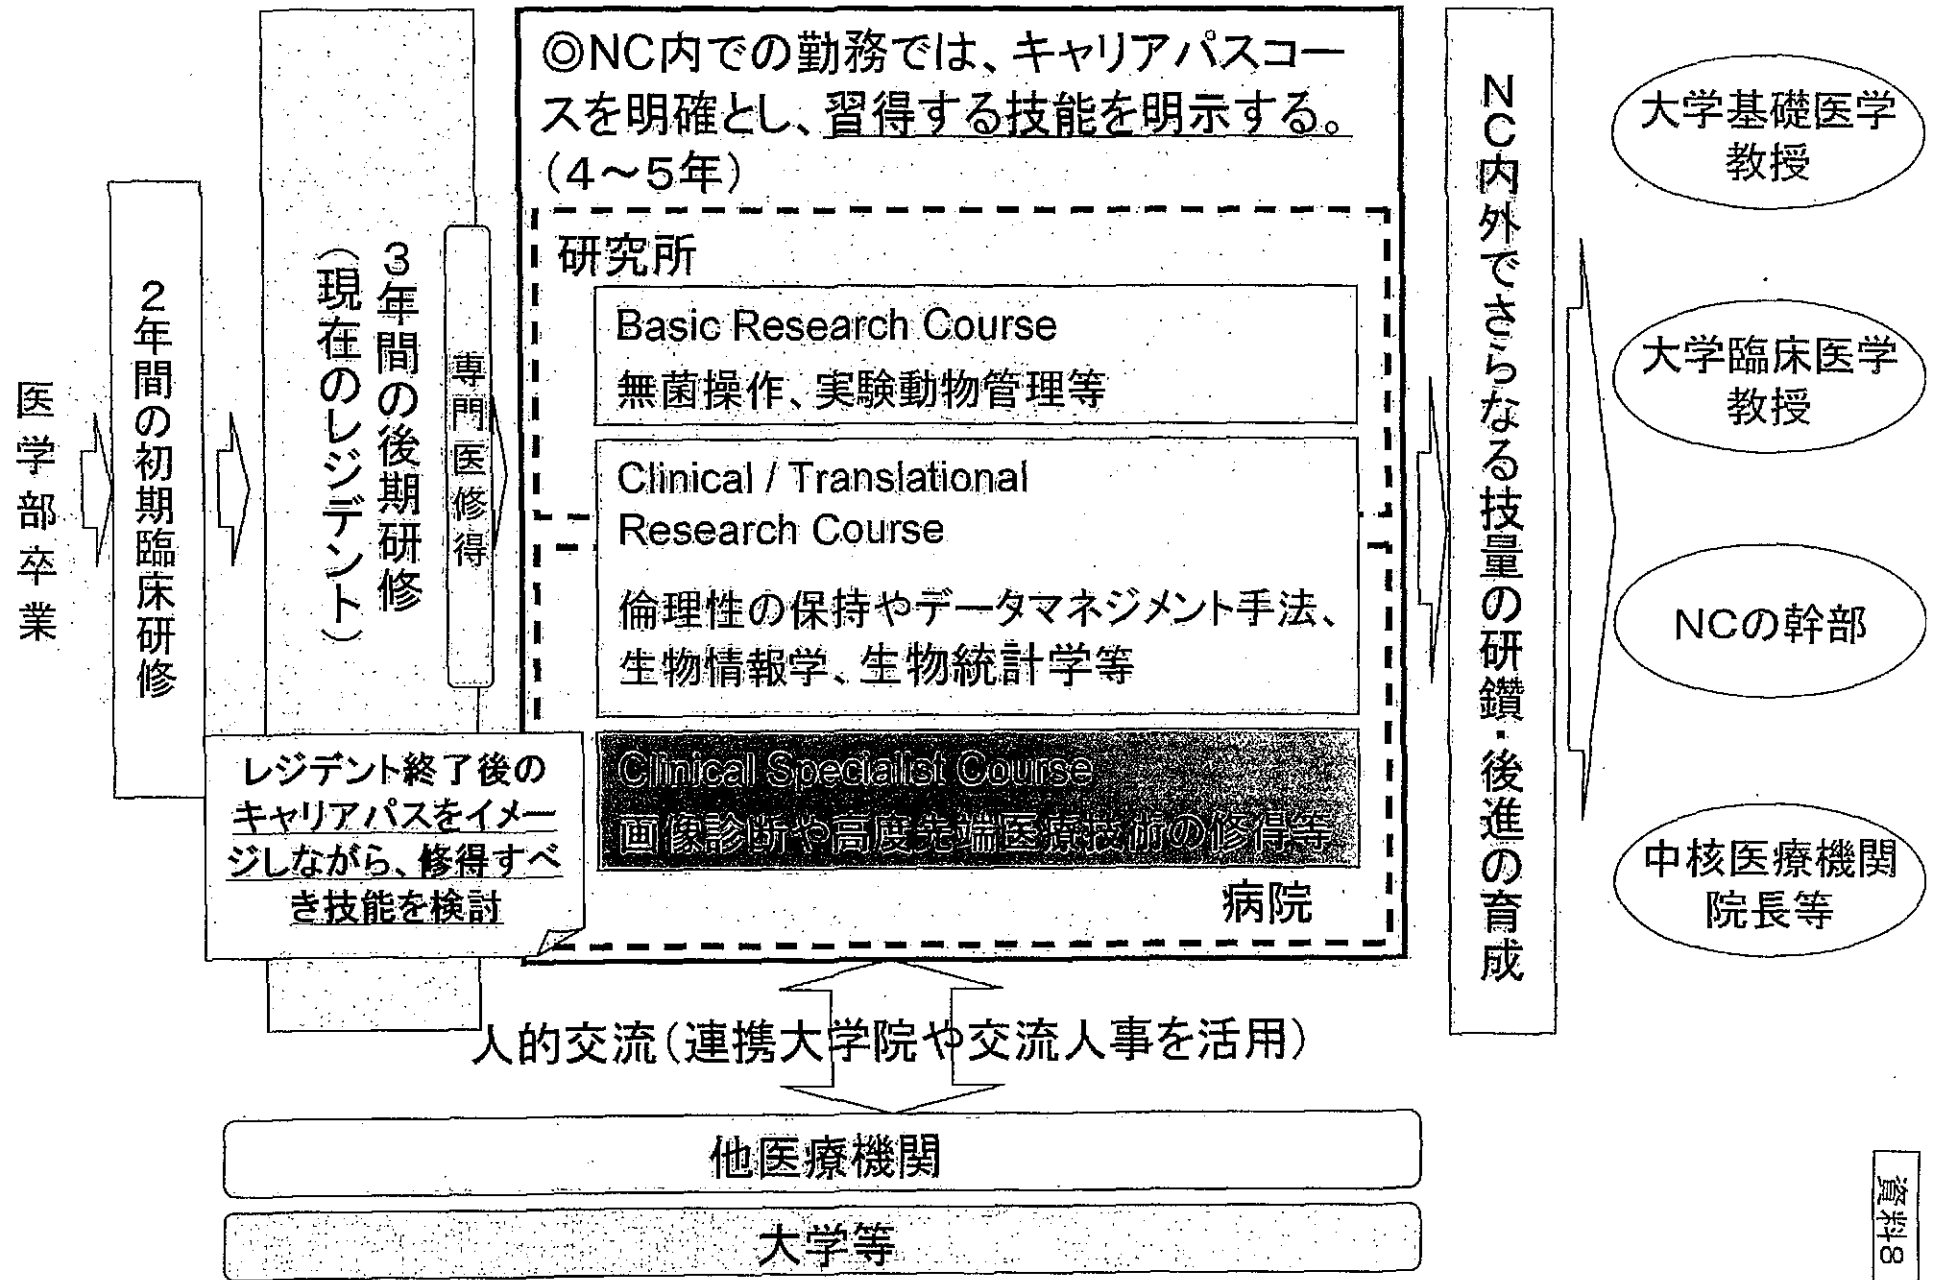 医学部卒業
2年間の初期臨床研修
3年間の後期研修
（現在のレジデント）
専門医修得
レジデント終了後の
キャリアパスをイメー
ジしながら、修得すべ
き技能を検討
◎NC内での勤務では、キャリアパスコー
スを明確とし、習得する技能を明示する。
（4～5年）
研究所
Basic Research Course
無菌操作、実験動物管理等
Clinical / Translational
Research Course
倫理性の保持やデータマネジメント手法、
生物情報学、生物統計学等
Clinical Specialist Course
画像診断や高度先端医療技術の修得等
病院
人的交流（連携大学院や交流人事を活用）
他医療機関
大学等
NC内外でさらなる技量の研鑽・後進の育成
大学基礎医学
教授
大学臨床医学
教授
NCの幹部
中核医療機関
院長等
資料8